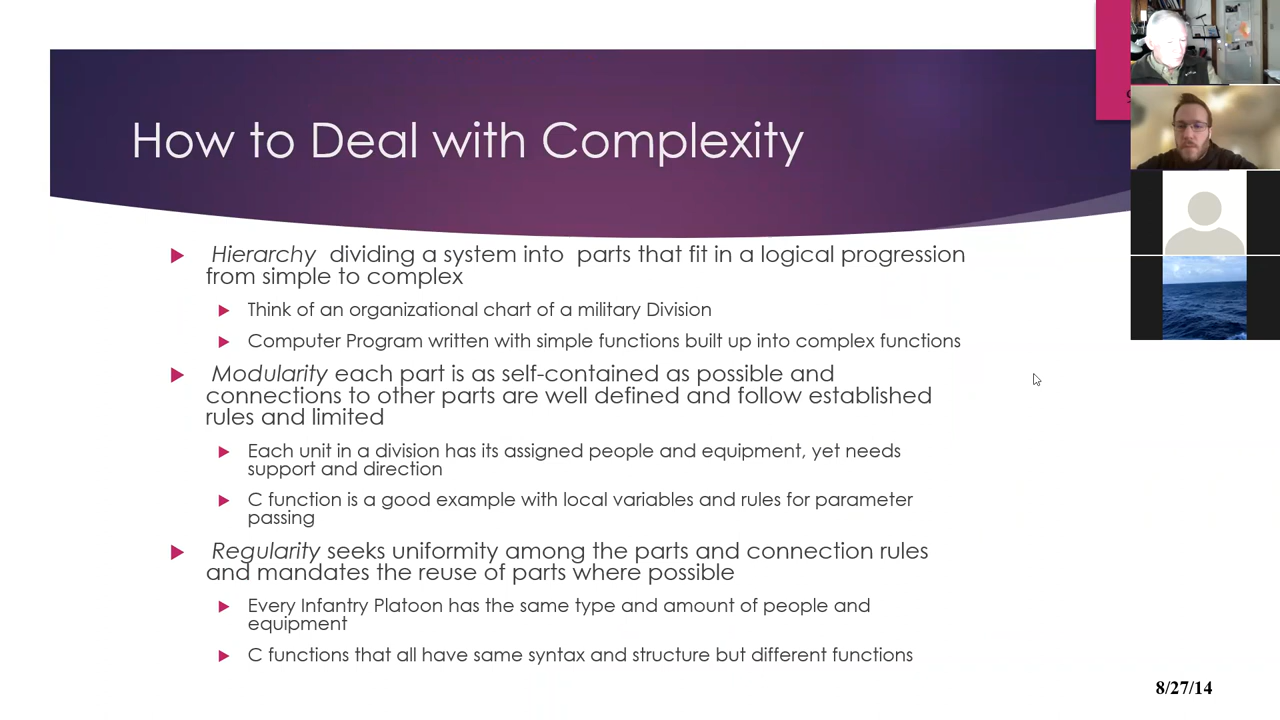 How to Deal with Complexity
Hierarchy dividing a system into parts that fit in a logical progression
from simple to complex
Think of an organizational chart of a military Division
Computer Program written with simple functions built up into complex functions
Modularity each part is as self-contained as possible and
connections to other parts are well defined and follow established
rules and limited
Each unit in a division has its assigned people and equipment, yet needs
support and direction
C function is a good example with local variables and rules for parameter
passing
Regularity seeks uniformity among the parts and connection rules
and mandates the reuse of parts where possible
Every Infantry Platoon has the same type and amount of people and
equipment
C functions that all have same syntax and structure but different functions
8/27/14